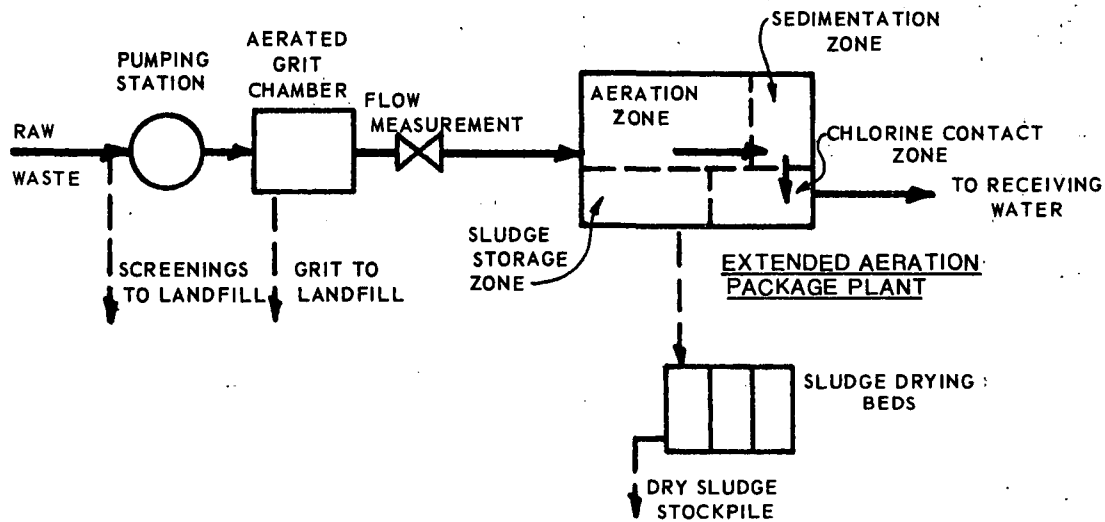 PUMPING
STATION
AERATED
GRIT
CHAMBER
FLOW
MEASUREMENT
RAW
WASTE
SCREENINGS
TO LANDFILL
GRIT TO
LANDFILL
SEDIMENTATION
ZONE
AERATION
ZONE
CHLORINE CONTACT
ZONE
TO RECEIVING
WATER
SLUDGE
STORAGE
ZONE
EXTENDED AERATION
PACKAGE PLANT
SLUDGE DRYING
BEDS
DRY SLUDGE
STOCKPILE